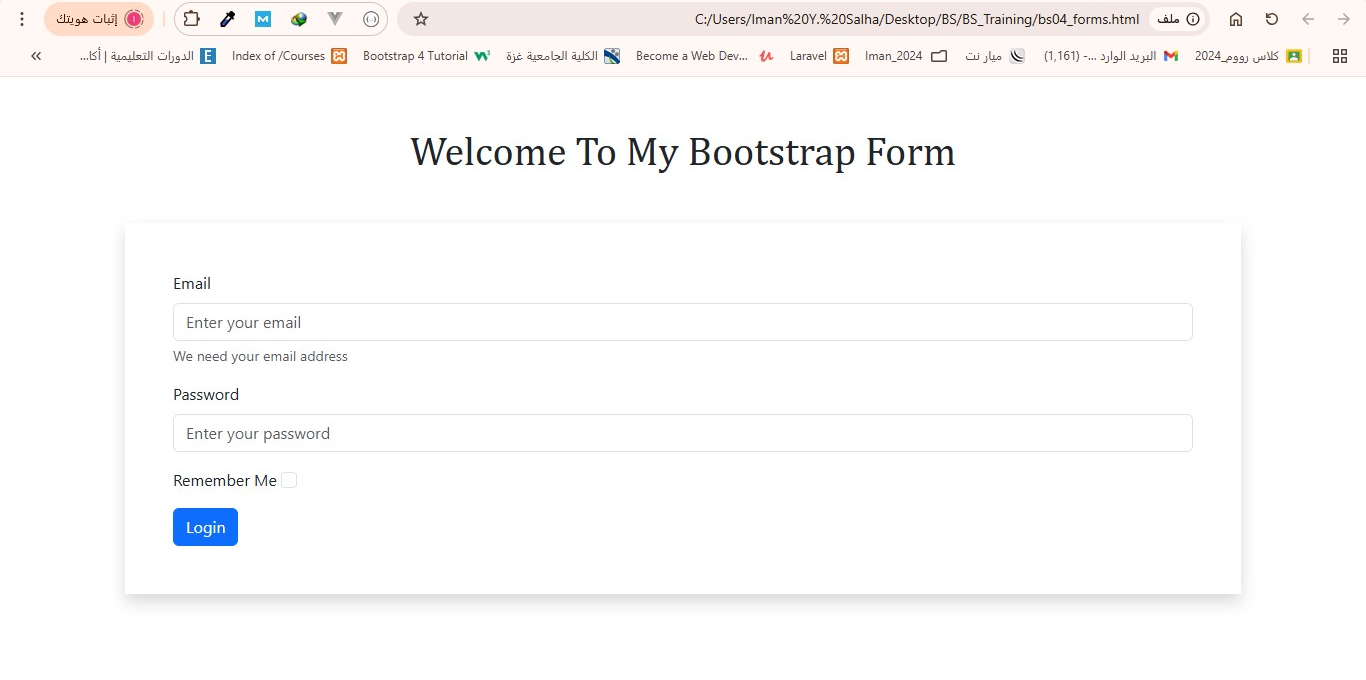 إثبات هويتك
C:/Users/Iman%20Y.%20Salha/Desktop/BS/BS_Training/bs04_forms.html
ملف
كلاس رووم_2024
البريد الوارد ...- (1,161)
ميار نت
Iman_2024
Laravel
Become a Web Dev...
الكلية الجامعية غزة
Bootstrap 4 Tutorial
Index of /Courses
الدورات التعليمية | أكا...
Welcome To My Bootstrap Form
Email
Enter your email
We need your email address
Password
Enter your password
Remember Me
Login